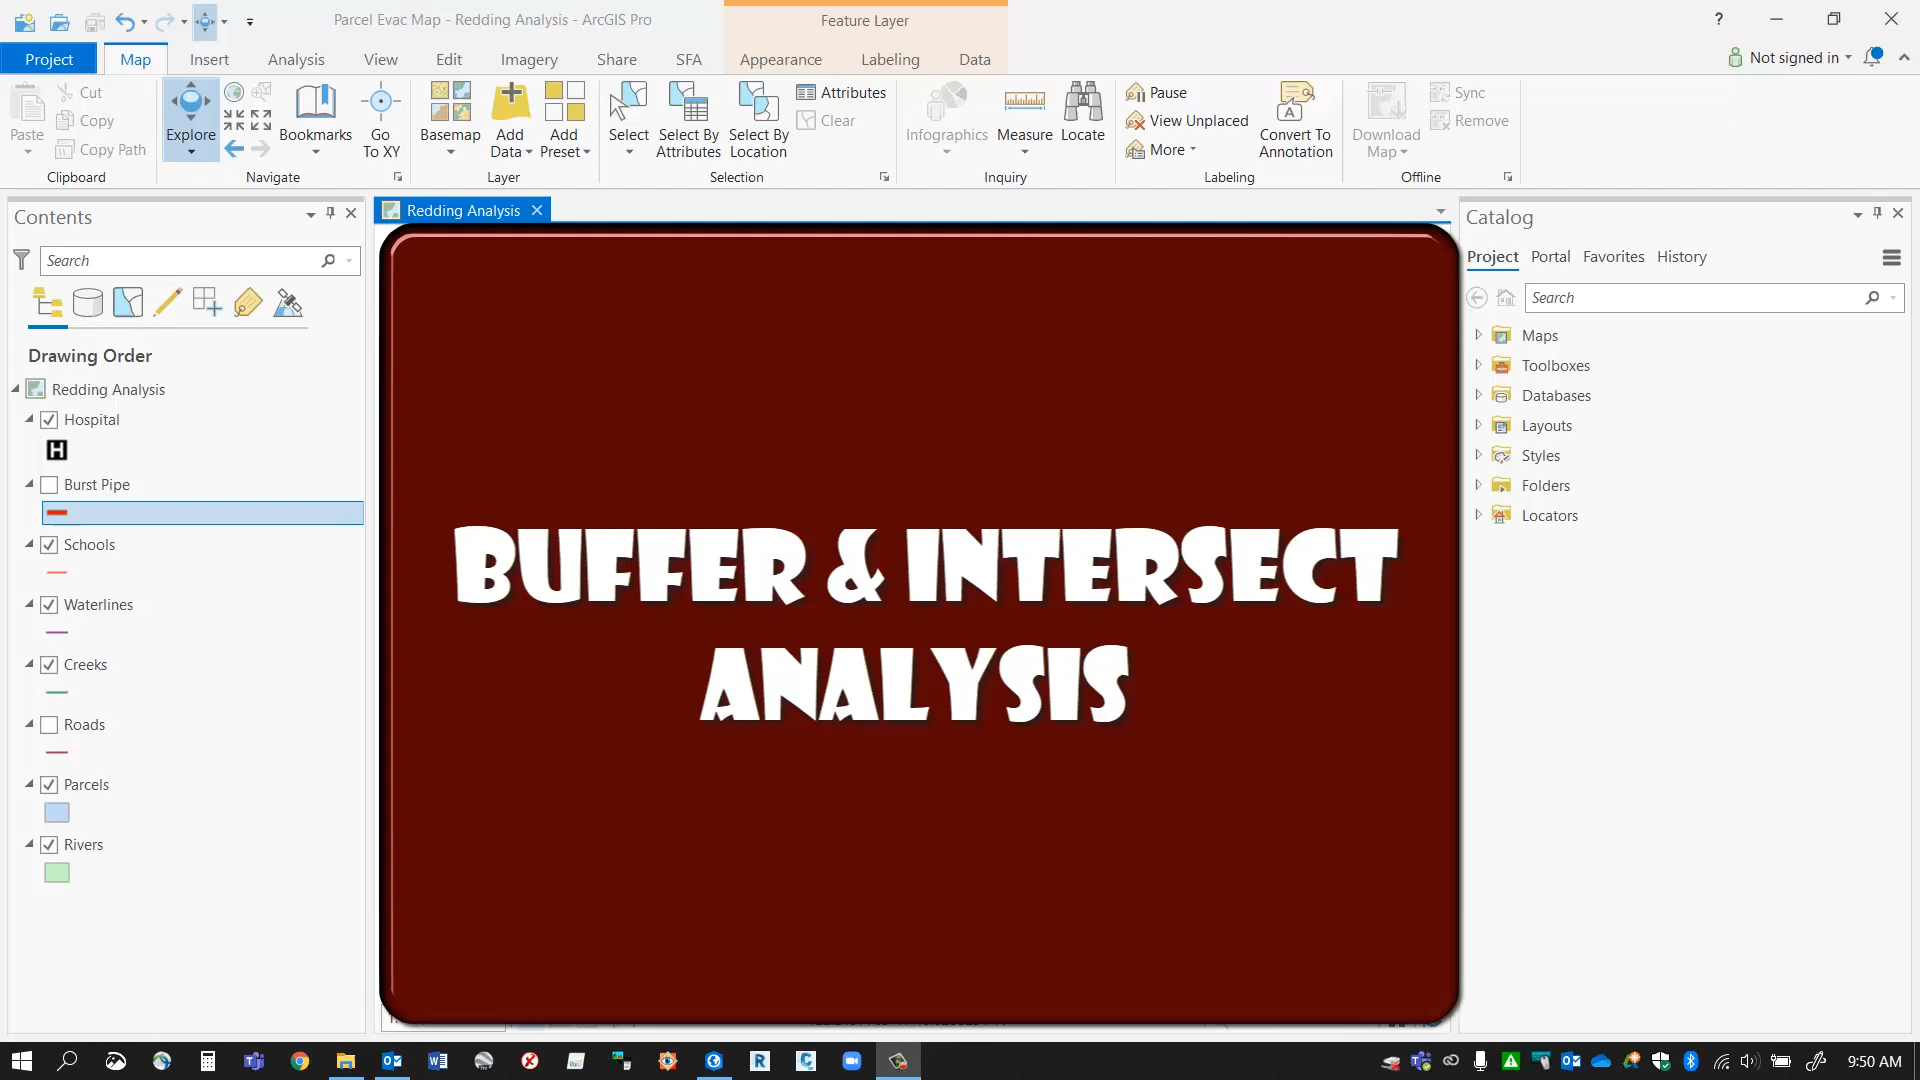 Parcel Evac Map - Redding Analysis - ArcGIS Pro
Feature Layer
?
Project
Map
Insert
Analysis
View
Edit
Imagery
Share
SFA
Appearance
Labeling
Data
Not signed in
Paste
Cut
Copy
Copy Path
Clipboard
Explore
Bookmarks
Go To XY
Navigate
Basemap
Add Data
Add Preset
Layer
Select
Select By Attributes
Select By Location
Attributes
Clear
Selection
Infographics
Measure
Locate
Inquiry
Pause
View Unplaced
More
Convert To Annotation
Labeling
Download Map
Sync
Remove
Offline
Contents
Search
Drawing Order
Redding Analysis
Hospital
H
Burst Pipe
Schools
Waterlines
Creeks
Roads
Parcels
Rivers
Redding Analysis
BUFFER & INTERSECT
ANALYSIS
Catalog
Project
Portal
Favorites
History
Search
Maps
Toolboxes
Databases
Layouts
Styles
Folders
Locators
9:50 AM